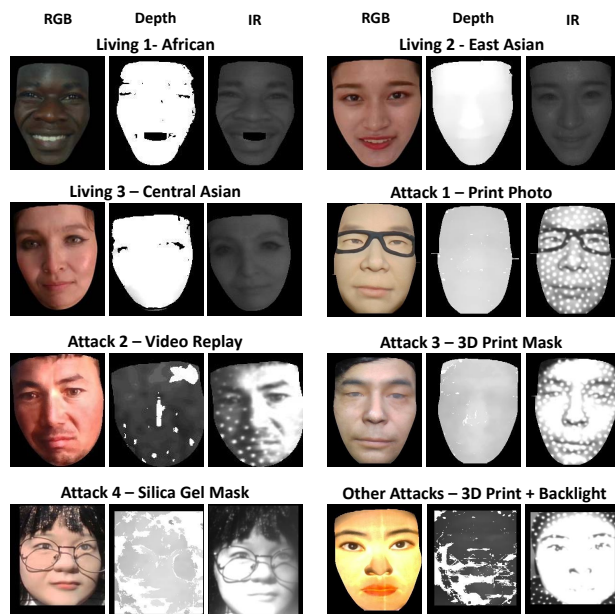 RGB Depth IR RGB Depth IR
Living 1- African Living 2 - East Asian
Living 3 – Central Asian Attack 1 – Print Photo
Attack 2 – Video Replay Attack 3 – 3D Print Mask
Attack 4 – Silica Gel Mask Other Attacks – 3D Print + Backlight